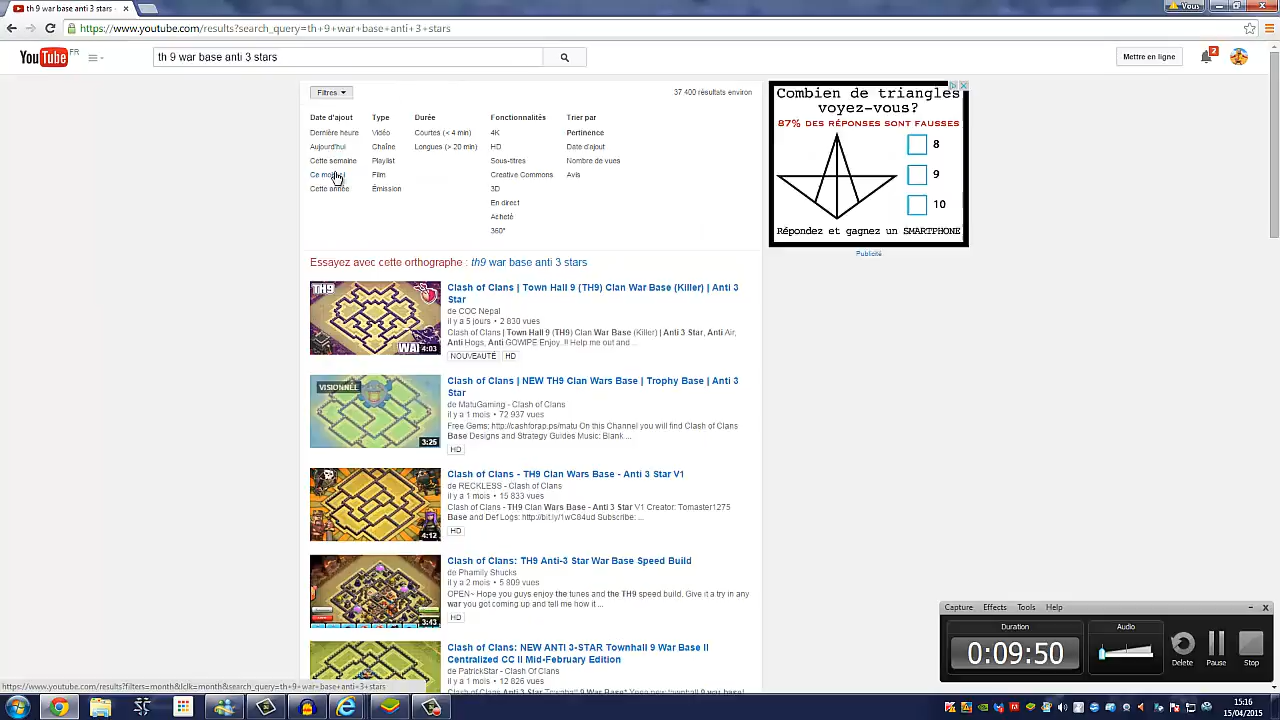 th 9 war base anti 3 stars -
Vous
https://www.youtube.com/results?search_query=th+9+war+base+anti+3+stars
YouTube FR
th 9 war base anti 3 stars
Mettre en ligne
2
Filtres
37 400 résultats environ
Date d'ajout Type Durée Fonctionnalités Trier par
Dernière heure Vidéo Courtes (< 4 min) 4K Pertinence
Aujourd'hui Chaîne Longues (> 20 min) HD Date d'ajout
Cette semaine Playlist Sous-titres Nombre de vues
Film Creative Commons Avis
Cette année Émission 3D
En direct
Acheté
360°
Combien de triangles
voyez-vous?
87% DES RÉPONSES SONT FAUSSES
8
9
10
Répondez et gagnez un SMARTPHONE
Publicité
Essayez avec cette orthographe : th9 war base anti 3 stars
TH9
4:03
Clash of Clans | Town Hall 9 (TH9) Clan War Base (Killer) | Anti 3
Star
de COC Nepal
il y a 5 jours • 2 830 vues
Clash of Clans | Town Hall 9 (TH9) Clan War Base (Killer) | Anti 3 Star, Anti Air,
Anti Hogs, Anti GOWIPE Enjoy..!! Help me out and ...
NOUVEAUTÉ HD
VISIONNÉ
3:25
Clash of Clans | NEW TH9 Clan Wars Base | Trophy Base | Anti 3
Star
de MatuGaming - Clash of Clans
il y a 1 mois • 72 937 vues
Free Gems; http://cashforap.ps/matu On this Channel you will find Clash of Clans
Base Designs and Strategy Guides Music: Blank ...
HD
4:12
Clash of Clans - TH9 Clan Wars Base - Anti 3 Star V1
de RECKLESS - Clash of Clans
il y a 1 mois • 15 833 vues
Clash of Clans - TH9 Clan Wars Base - Anti 3 Star V1 Creator: Tomaster1275
Base and Def Logs: http://bit.ly/1wC84ud Subscribe: ...
HD
3:43
Clash of Clans: TH9 Anti-3 Star War Base Speed Build
de Phamily Shucks
il y a 2 mois • 5 809 vues
OPEN~ Hope you guys enjoy the tunes and the TH9 speed build. Give it a try in any
war you got coming up and tell me how it ...
HD
Clash of Clans: NEW ANTI 3-STAR Townhall 9 War Base II
Centralized CC II Mid-February Edition
de PatrickStar - Clash Of Clans
il y a 1 mois • 12 826 vues
Capture Effects Tools Help
Duration Audio
0:09:50
Delete Pause Stop
https://www.youtube.com/results?filters=month&lclk=month&search_query=th+9+war+base+anti+3+stars
15:16
15/04/2015